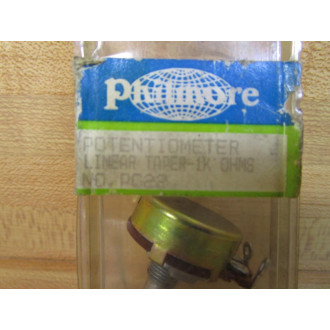 Philmore
POTENTIOMETER
LINEAR TAPER-1K OHMS
NO. PC22